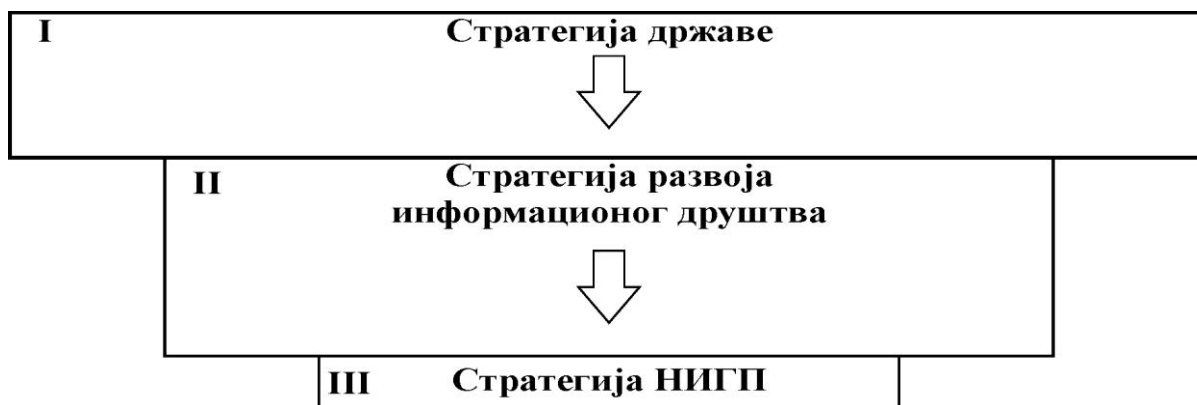 I Стратегија државе
II Стратегија развоја
информационог друштва
III Стратегија НИГП